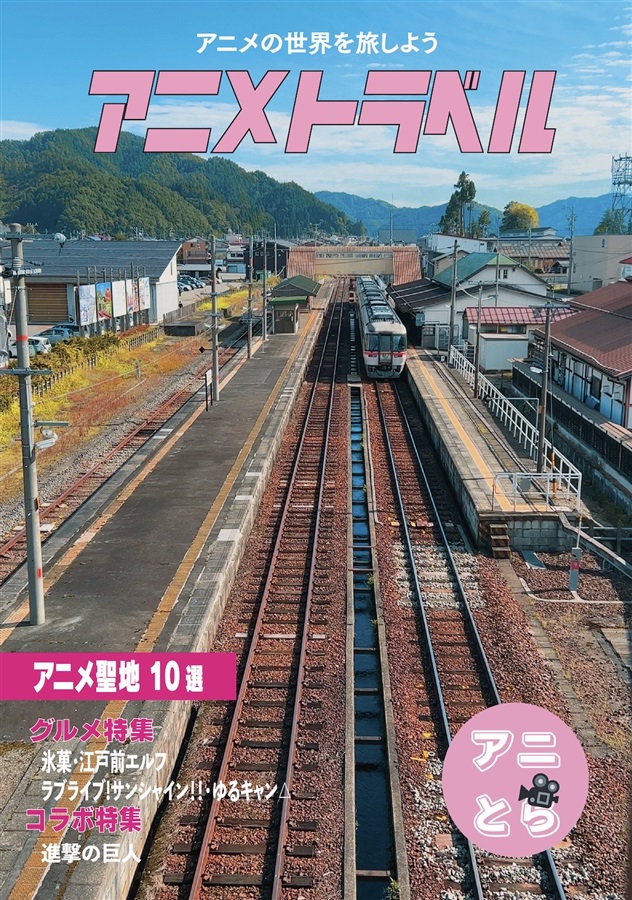 アニメの世界を旅しよう
アニメトラベル
アニメ聖地 10選
グルメ特集
氷菓・江戸前エルフ
ラブライブ!サンシャイン!!・ゆるキャン△
コラボ特集
進撃の巨人
アニ
とら